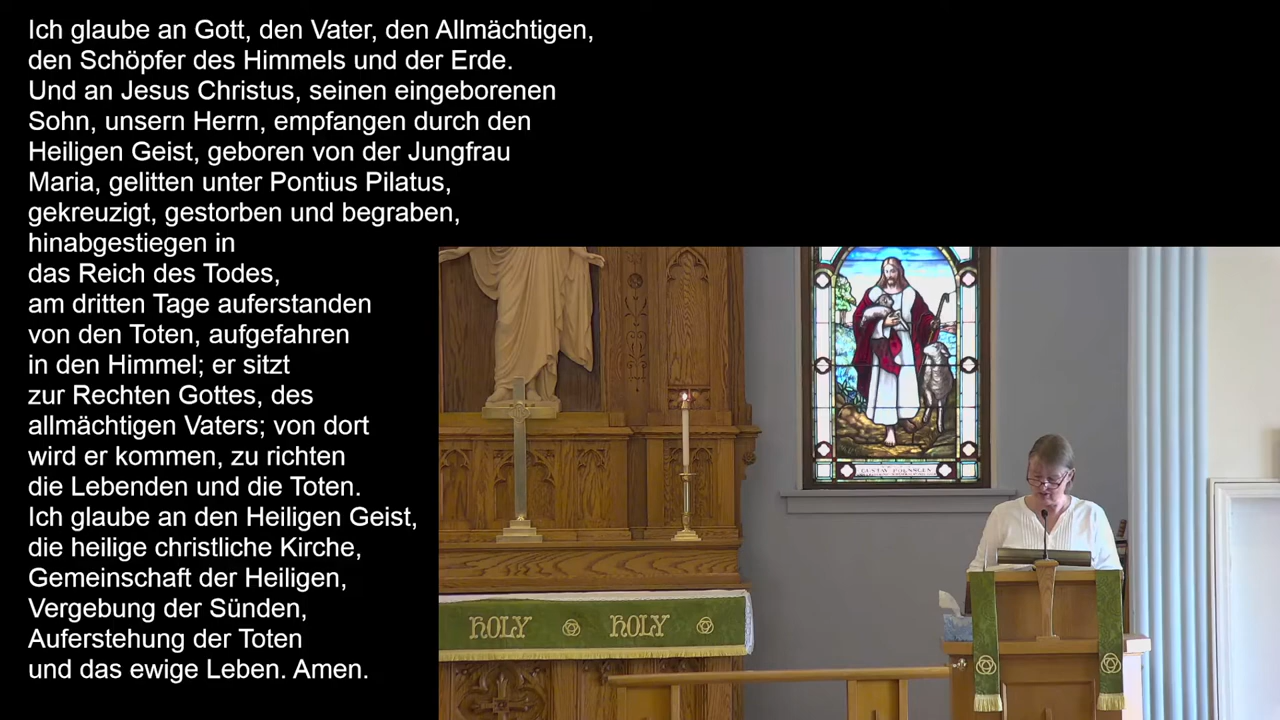 Ich glaube an Gott, den Vater, den Allmächtigen,
den Schöpfer des Himmels und der Erde.
Und an Jesus Christus, seinen eingeborenen
Sohn, unsern Herrn, empfangen durch den
Heiligen Geist, geboren von der Jungfrau
Maria, gelitten unter Pontius Pilatus,
gekreuzigt, gestorben und begraben,
hinabgestiegen in
das Reich des Todes,
am dritten Tage auferstanden
von den Toten, aufgefahren
in den Himmel; er sitzt
zur Rechten Gottes, des
allmächtigen Vaters; von dort
wird er kommen, zu richten
die Lebenden und die Toten.
Ich glaube an den Heiligen Geist,
die heilige christliche Kirche,
Gemeinschaft der Heiligen,
Vergebung der Sünden,
Auferstehung der Toten
und das ewige Leben. Amen.
HOLY HOLY